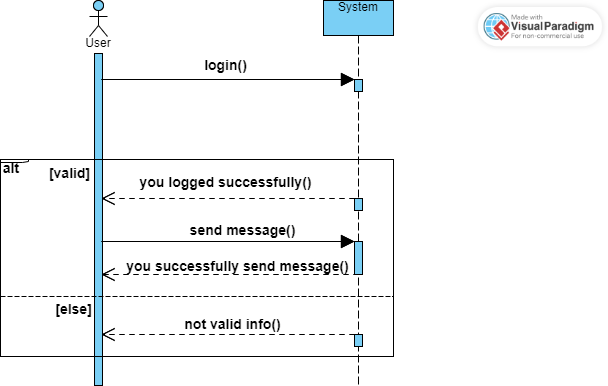 System
Made with
Visual Paradigm
For non-commercial use
User
login()
alt
[valid]
you logged successfully()
send message()
you successfully send message()
[else]
not valid info()